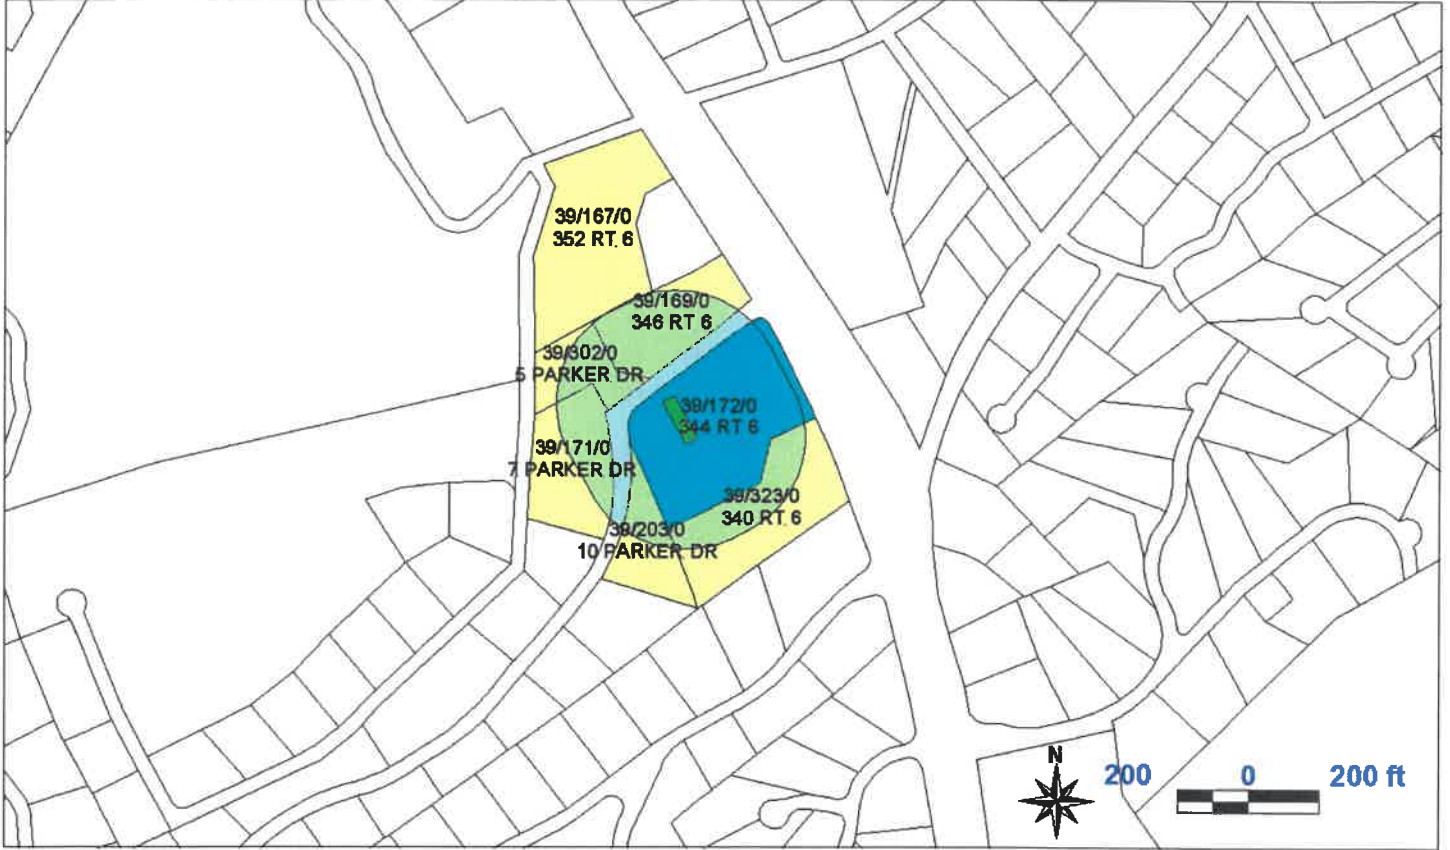 39/167/0
352 RT. 6
39/169/0
346 RT 6
39/302/0
5 PARKER DR
39/172/0
344 RT 6
39/171/0
7 PARKER DR
39/323/0
340 RT. 6
39/203/0
10 PARKER DR
N
200 0 200 ft